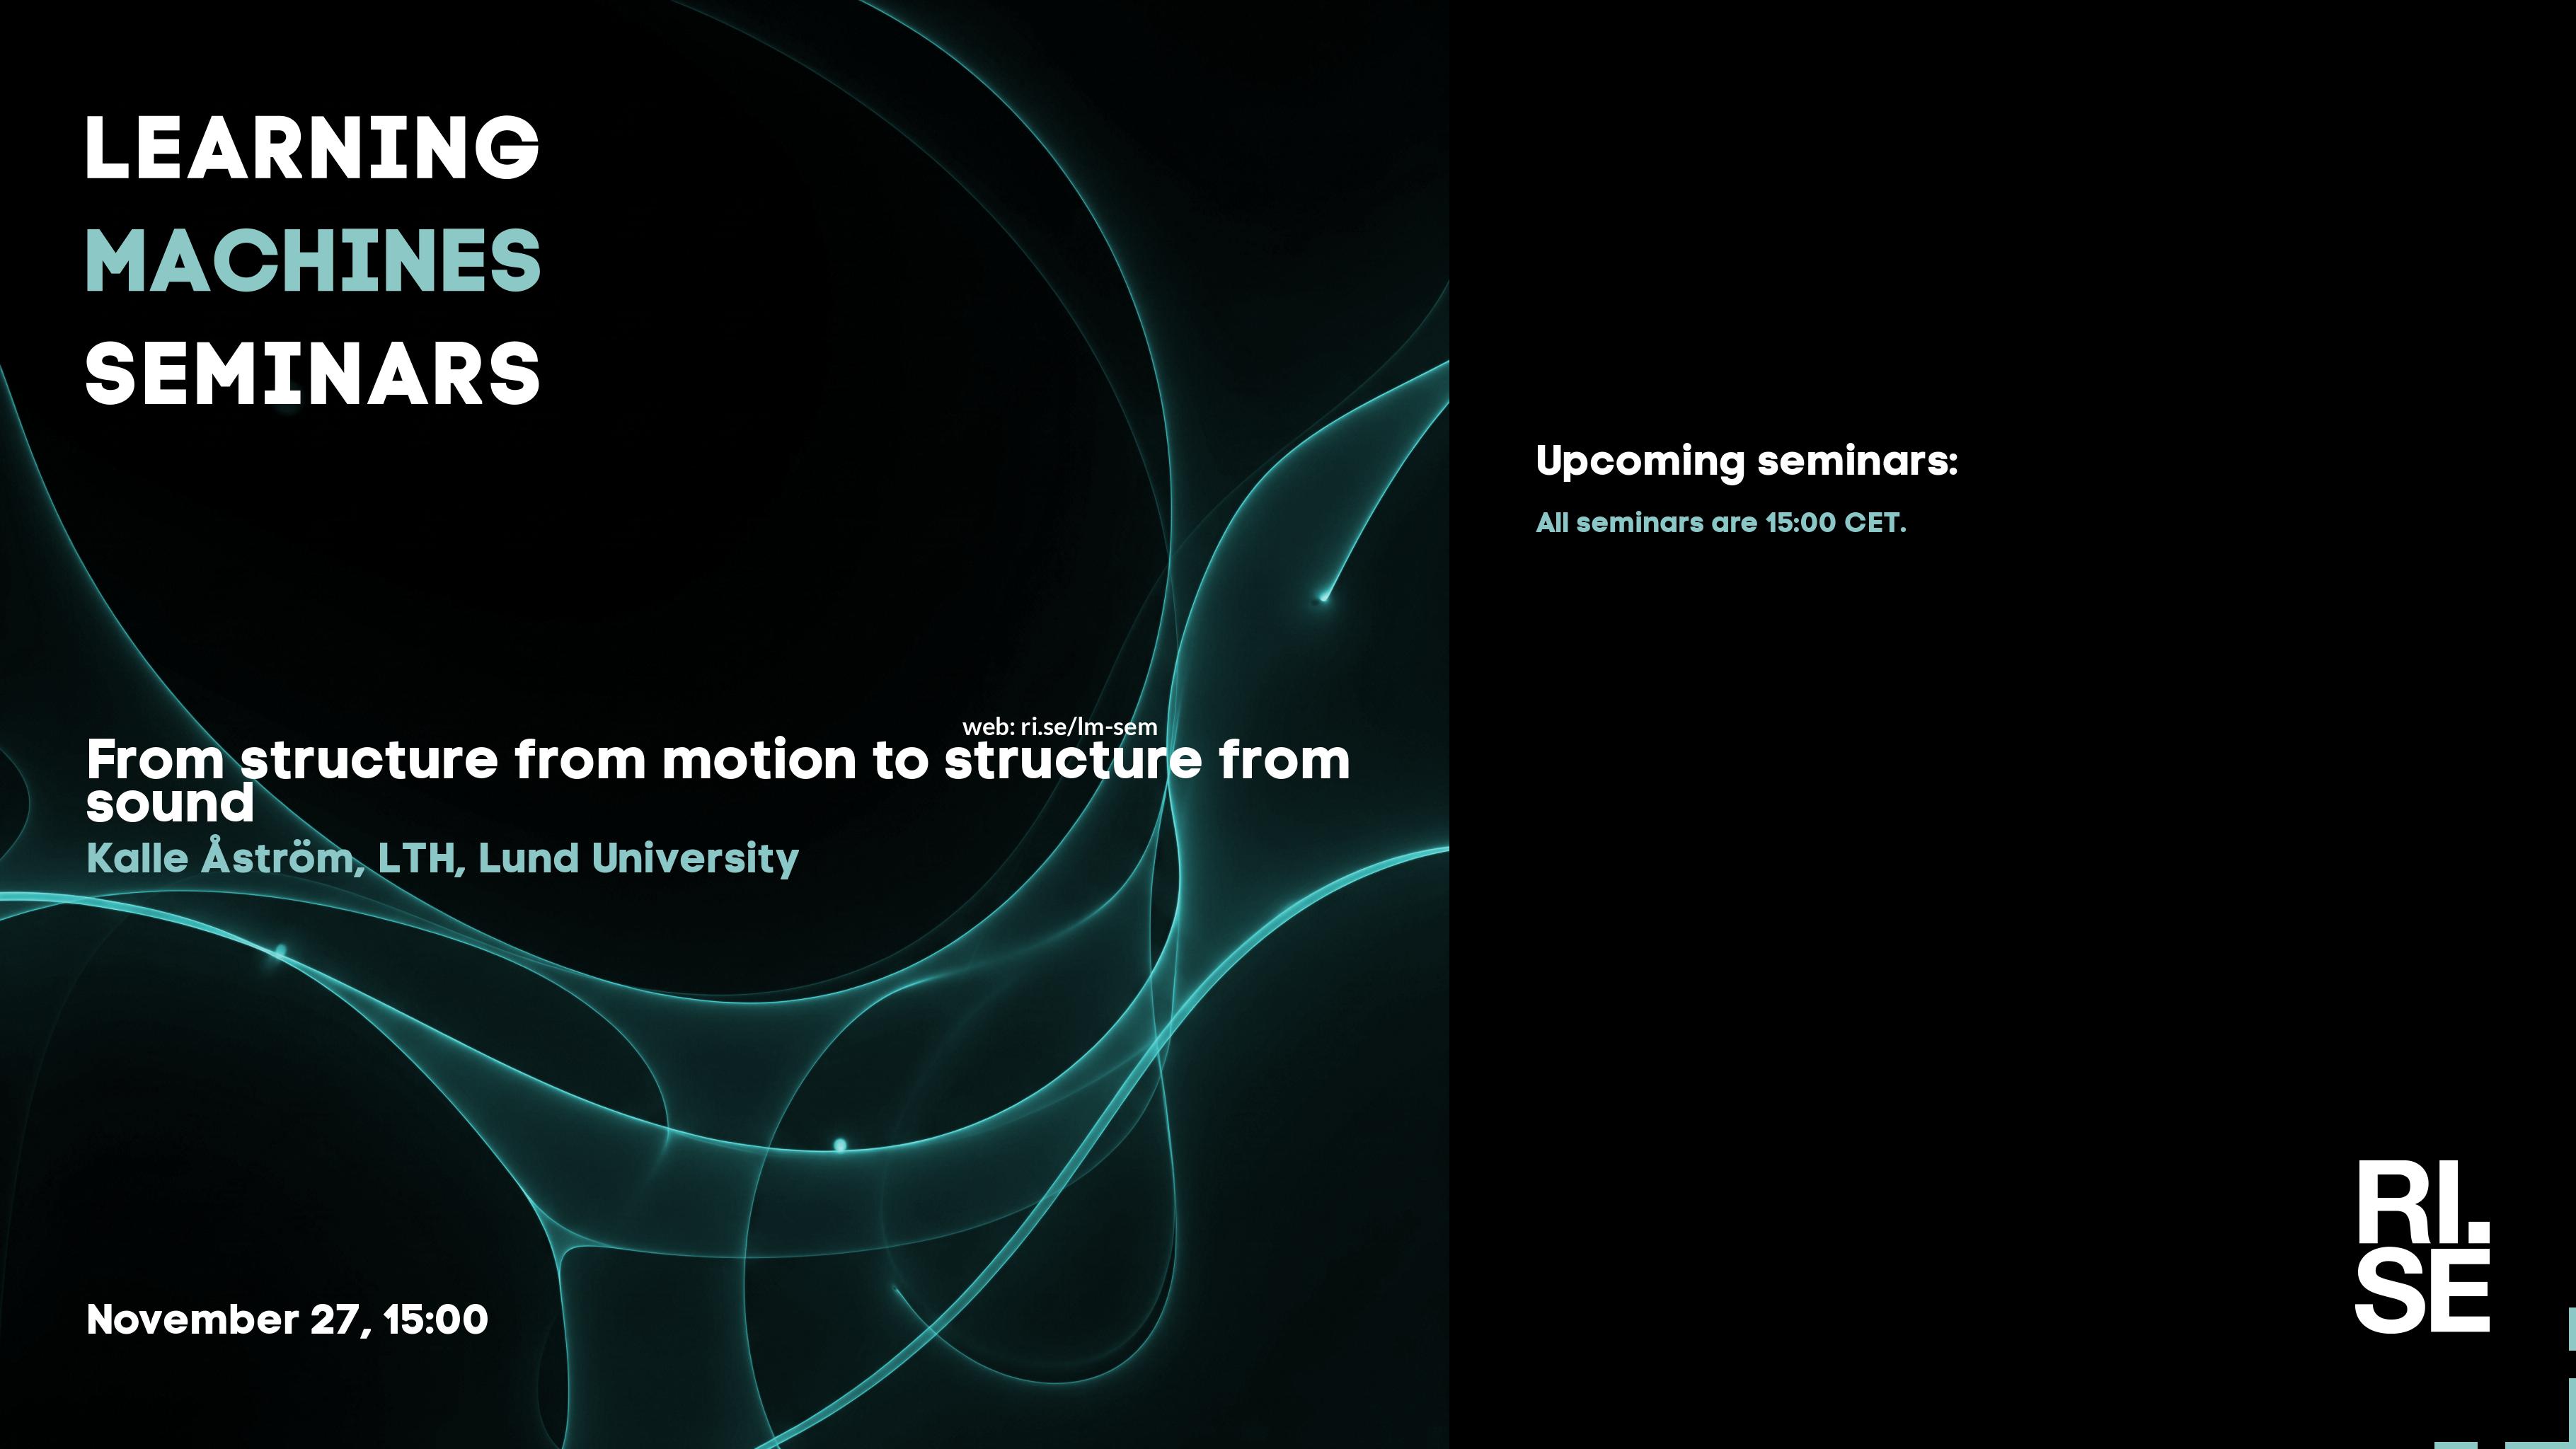 LEARNING
MACHINES
SEMINARS
web: ri.se/lm-sem
From structure from motion to structure from
sound
Kalle Åström, LTH, Lund University
November 27, 15:00
Upcoming seminars:
All seminars are 15:00 CET.
RI.
SE